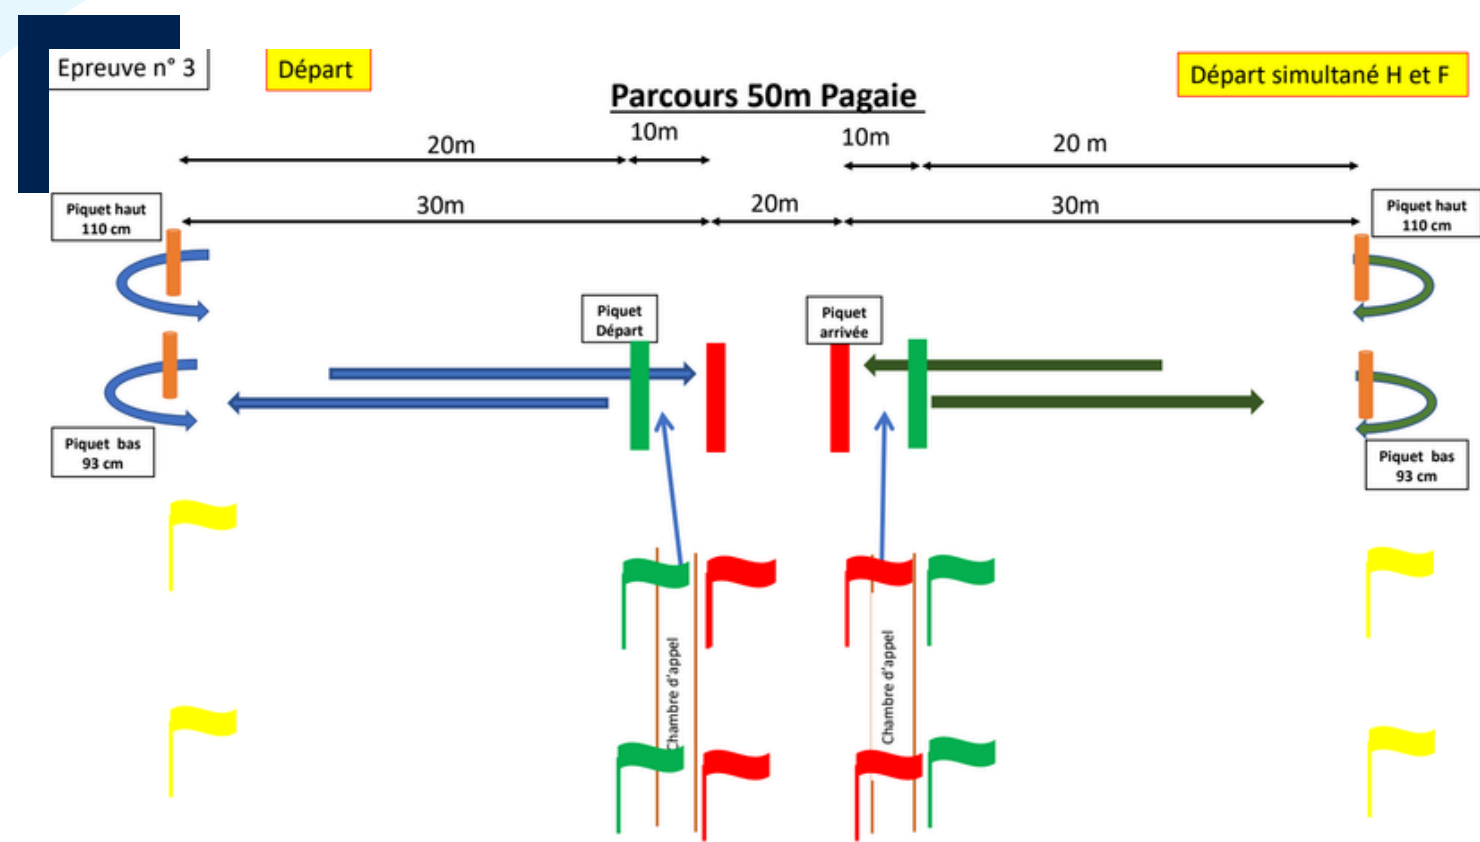 Epreuve n° 3
Départ
Départ simultané H et F
Parcours 50m Pagaie
20m
10m
10m
20 m
30m
20m
30m
Piquet haut
110 cm
Piquet haut
110 cm
Piquet
Départ
Piquet
arrivée
Piquet bas
93 cm
Piquet bas
93 cm
Chambre d'appel
Chambre d'appel